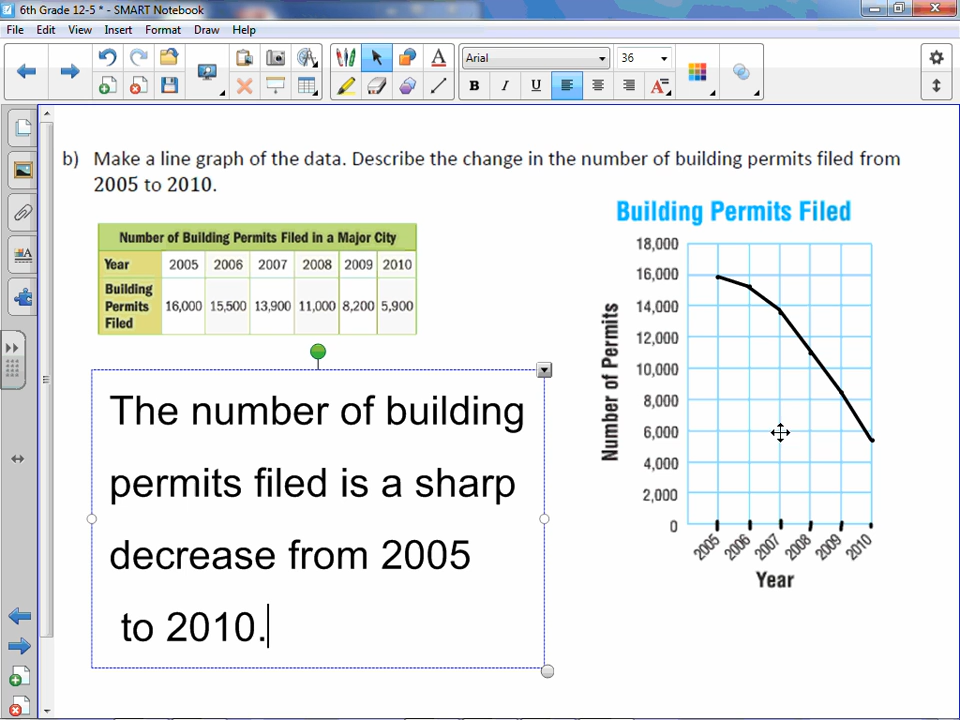 6th Grade 12-5 * - SMART Notebook
File Edit View Insert Format Draw Help
Arial 36
B I U
b) Make a line graph of the data. Describe the change in the number of building permits filed from
2005 to 2010.
Number of Building Permits Filed in a Major City
Year 2005 2006 2007 2008 2009 2010
Building Permits Filed 16,000 15,500 13,900 11,000 8,200 5,900
The number of building
permits filed is a sharp
decrease from 2005
to 2010.
Building Permits Filed
Number of Permits
18,000
16,000
14,000
12,000
10,000
8,000
6,000
4,000
2,000
0
2005 2006 2007 2008 2009 2010
Year